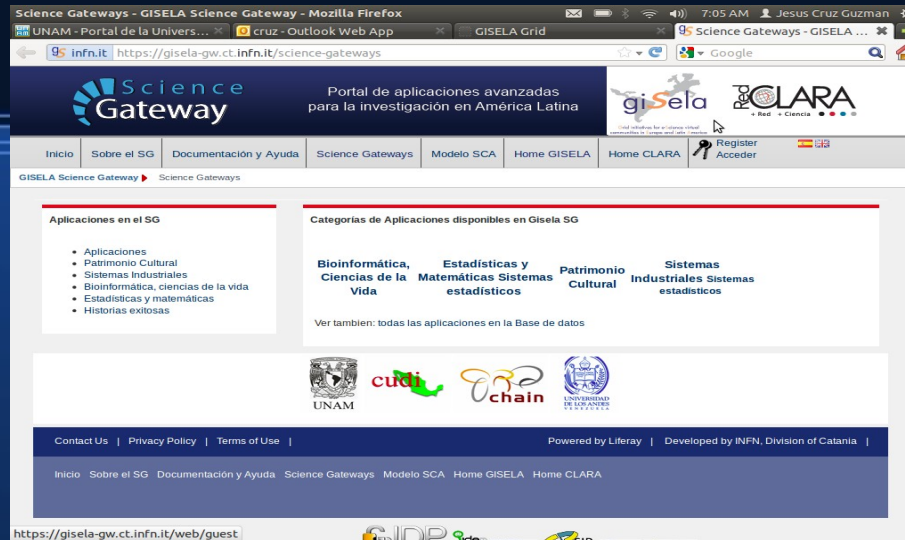 Science Gateways - GISELA Science Gateway - Mozilla Firefox
7:05 AM Jesus Cruz Guzman
UNAM - Portal de la Univers...
cruz - Outlook Web App
GISELA Grid
Science Gateways - GISELA ...
infn.it https://gisela-gw.ct.infn.it/science-gateways
Google
Science
Gateway
Portal de aplicaciones avanzadas
para la investigación en América Latina
gisela
Red CLARA
+ Red + Ciencia
Inicio
Sobre el SG
Documentación y Ayuda
Science Gateways
Modelo SCA
Home GISELA
Home CLARA
Register
Acceder
GISELA Science Gateway Science Gateways
Aplicaciones en el SG
Aplicaciones
Patrimonio Cultural
Sistemas Industriales
Bioinformática, ciencias de la vida
Estadísticas y matemáticas
Historias exitosas
Categorías de Aplicaciones disponibles en Gisela SG
Bioinformática,
Ciencias de la
Vida
Estadísticas y
Matemáticas Sistemas
estadísticos
Patrimonio
Cultural
Sistemas
Industriales Sistemas
estadísticos
Ver tambien: todas las aplicaciones en la Base de datos
UNAM
cudi
chain
UNIVERSIDAD
DE LOS ANDES
VENEZUELA
Contact Us | Privacy Policy | Terms of Use |
Powered by Liferay | Developed by INFN, Division of Catania |
Inicio Sobre el SG Documentación y Ayuda Science Gateways Modelo SCA Home GISELA Home CLARA
https://gisela-gw.ct.infn.it/web/guest